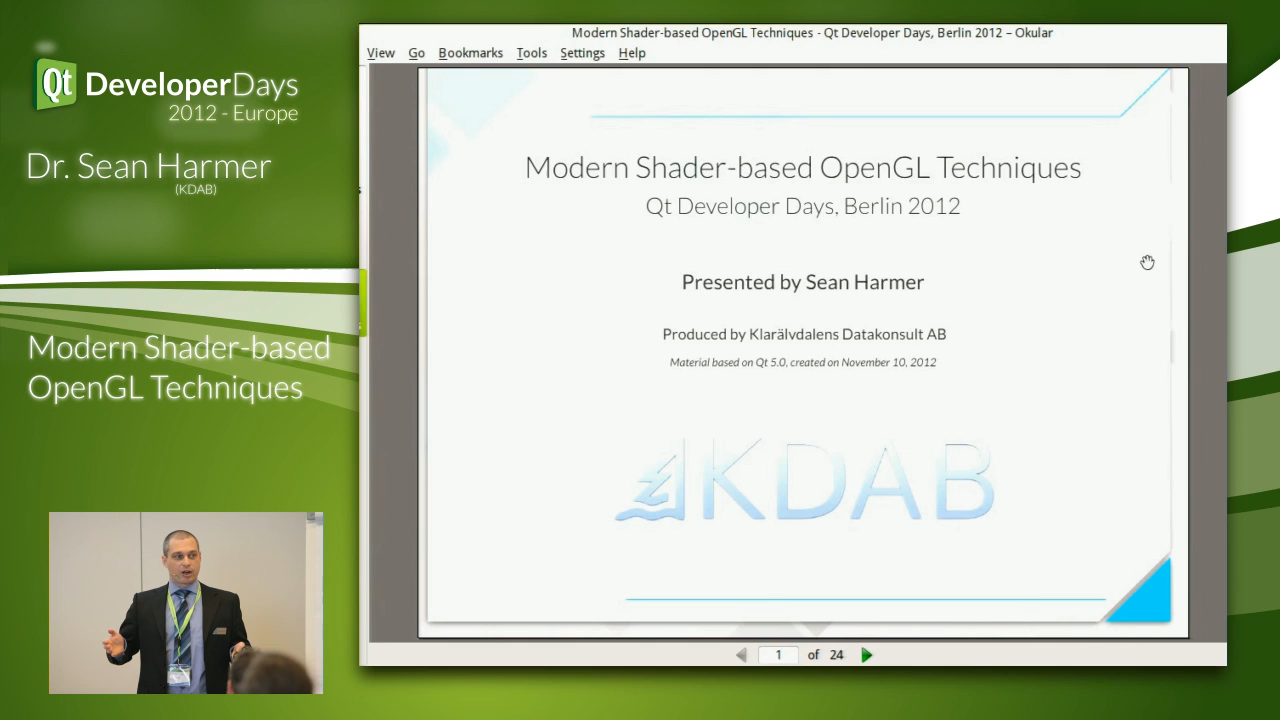 Qt DeveloperDays
2012 - Europe
Dr. Sean Harmer
(KDAB)
Modern Shader-based
OpenGL Techniques
Modern Shader-based OpenGL Techniques - Qt Developer Days, Berlin 2012 – Okular
View Go Bookmarks Tools Settings Help
Modern Shader-based OpenGL Techniques
Qt Developer Days, Berlin 2012
Presented by Sean Harmer
Produced by Klarälvdalens Datakonsult AB
Material based on Qt 5.0, created on November 10, 2012
KDAB
1 of 24